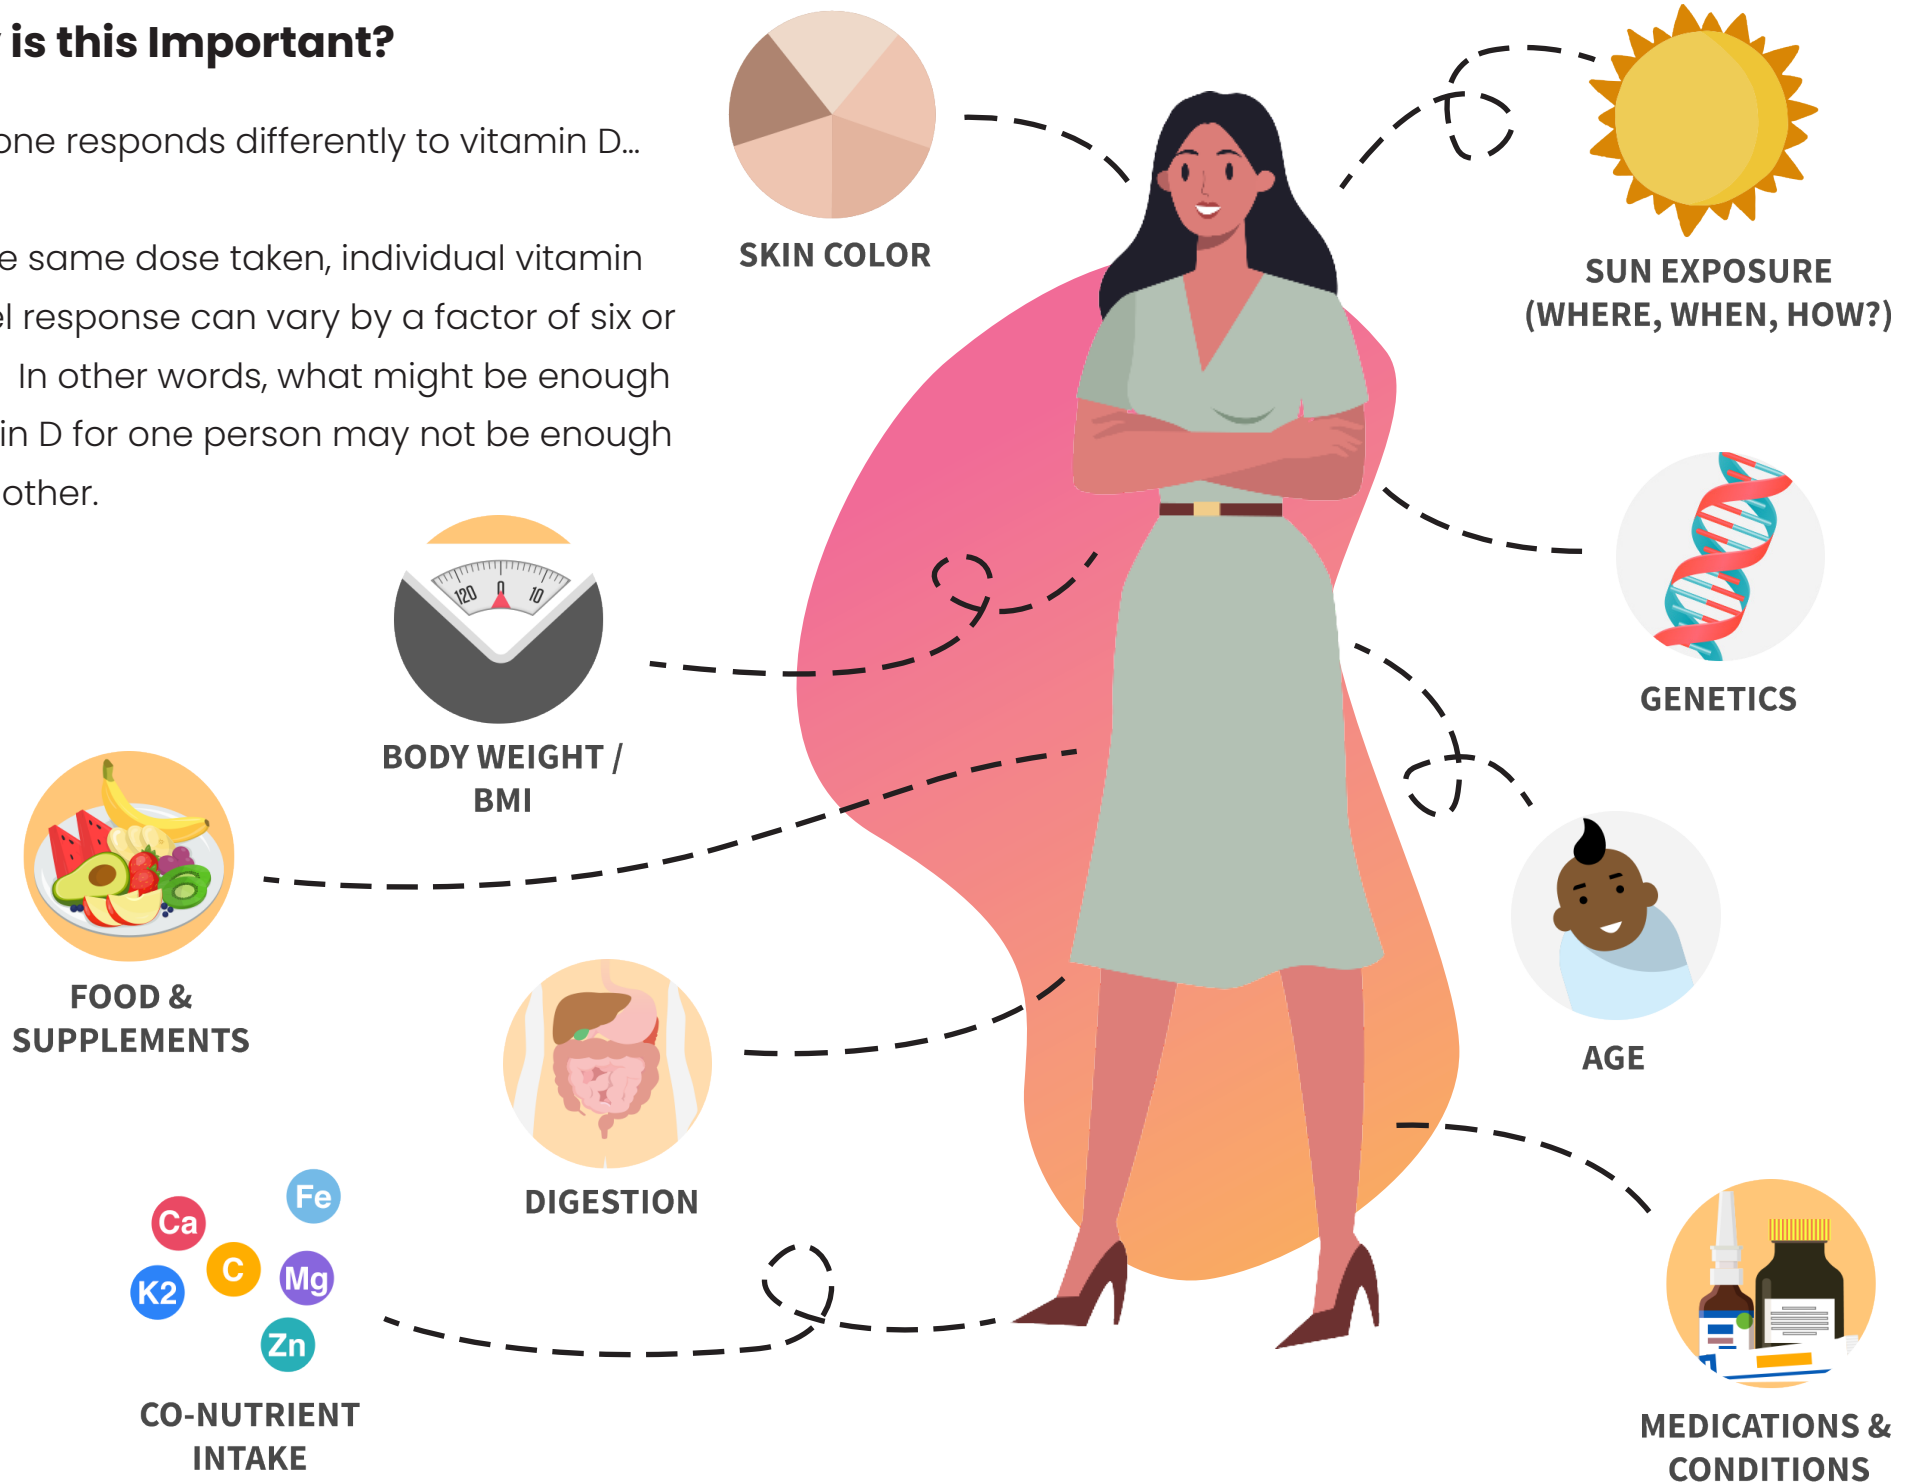 is this Important?
one responds differently to vitamin D...
e same dose taken, individual vitamin
el response can vary by a factor of six or
In other words, what might be enough
in D for one person may not be enough
other.
SKIN COLOR
SUN EXPOSURE
(WHERE, WHEN, HOW?)
120 0 10
BODY WEIGHT /
BMI
GENETICS
FOOD &
SUPPLEMENTS
AGE
DIGESTION
Ca
Fe
C
K2
Mg
Zn
CO-NUTRIENT
INTAKE
MEDICATIONS &
CONDITIONS